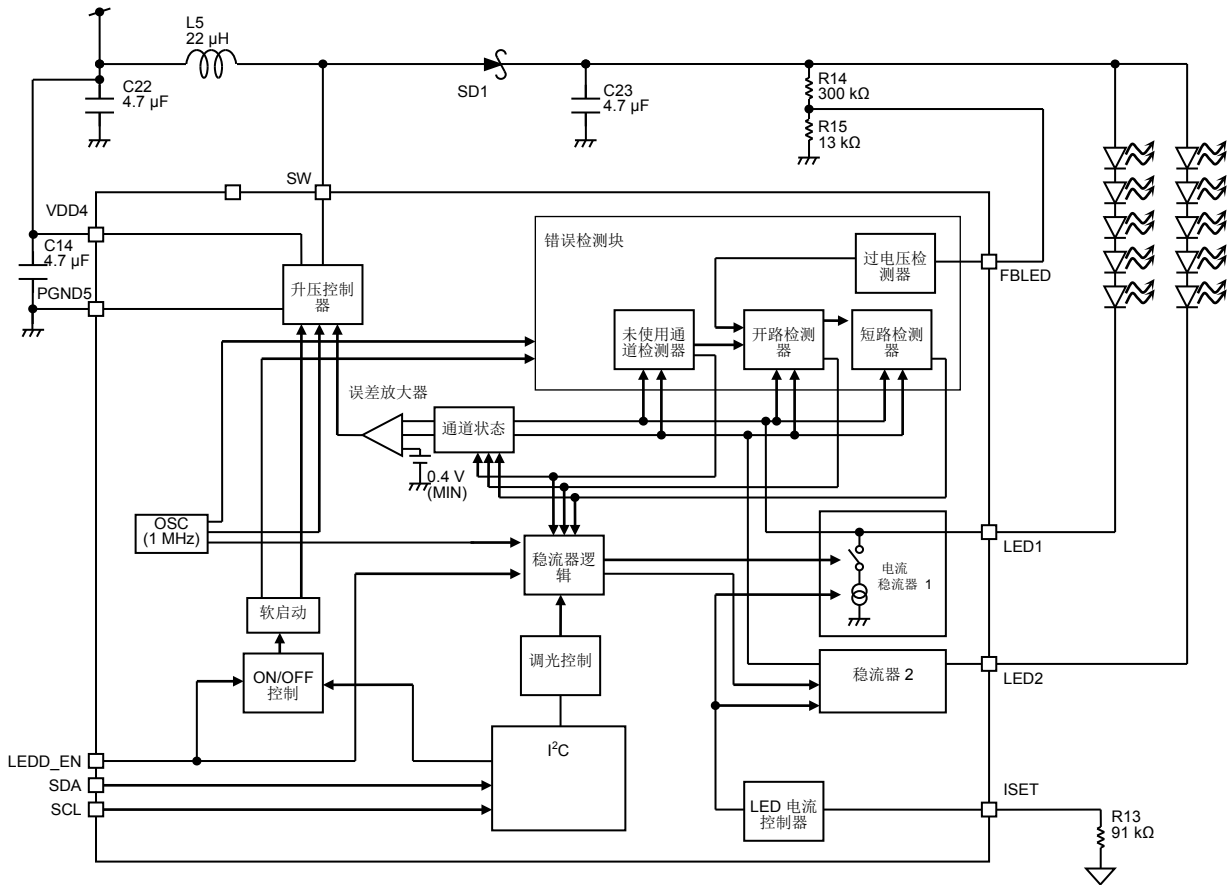 L5
22 µH
C22
4.7 µF
SD1
C23
4.7 µF
R14
300 kΩ
R15
13 kΩ
SW
VDD4
C14
4.7 µF
PGND5
升压控制
器
错误检测块
过电压检
测器
FBLED
未使用通
道检测器
开路检测
器
短路检测
器
误差放大器
通道状态
0.4 V
(MIN)
OSC
(1 MHz)
稳流器逻
辑
电流
稳流器 1
LED1
软启动
调光控制
ON/OFF
控制
稳流器 2
LED2
LEDD_EN
SDA
SCL
I²C
LED 电流
控制器
ISET
R13
91 kΩ